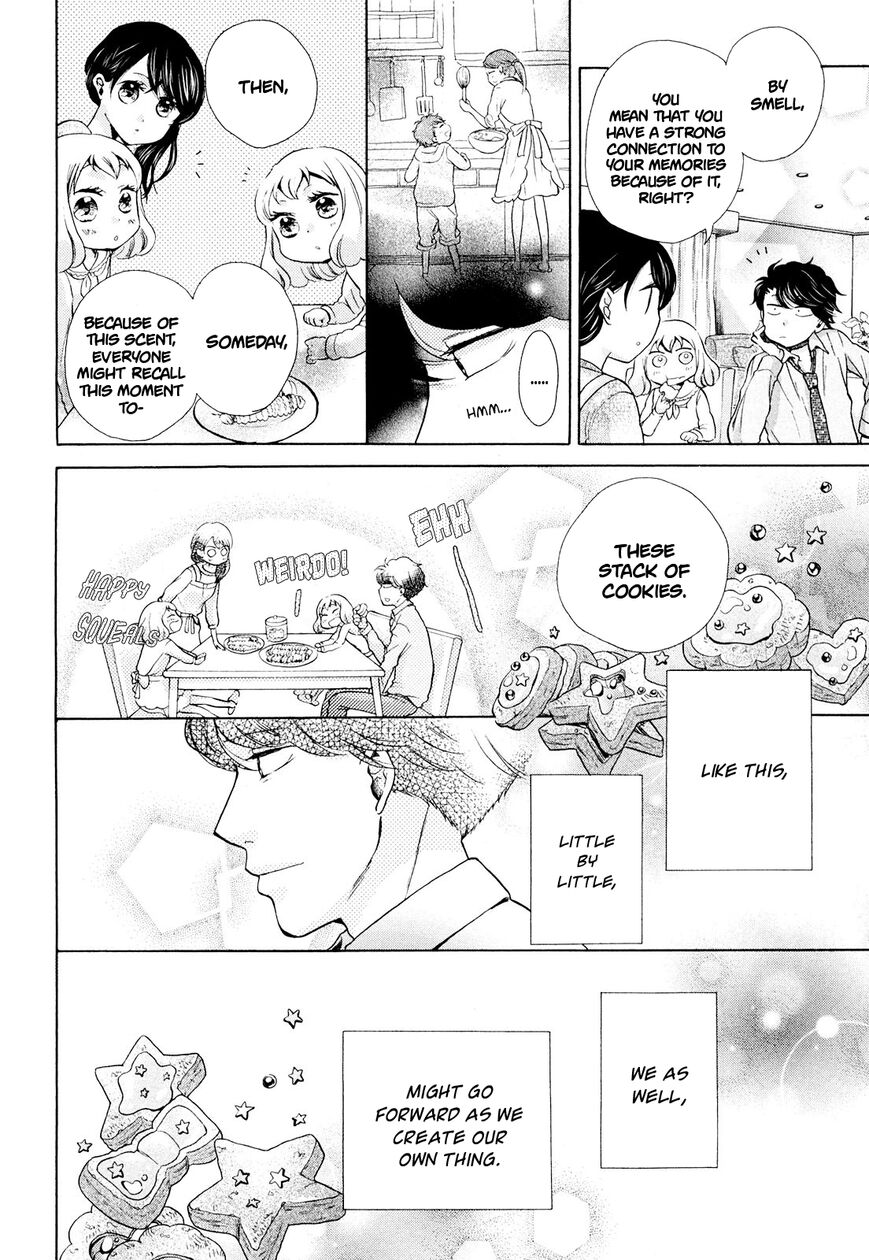 BY
SMELL,
YOU
MEAN THAT YOU
HAVE A STRONG
CONNECTION TO
YOUR MEMORIES
BECAUSE OF IT,
RIGHT?
.....
HMM...
THEN,
SOMEDAY,
BECAUSE OF
THIS SCENT,
EVERYONE
MIGHT RECALL
THIS MOMENT
TO-
THESE
STACK OF
COOKIES.
EHH
WEIRDO!
HAPPY
SQUEALS
LIKE THIS,
LITTLE
BY
LITTLE,
WE AS
WELL,
MIGHT GO
FORWARD AS WE
CREATE OUR
OWN THING.